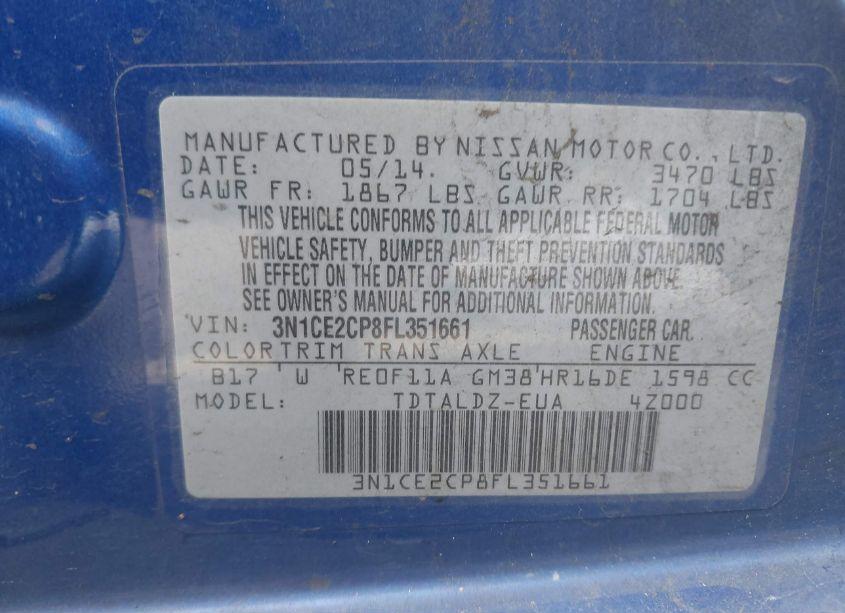 MANUFACTURED BY NISSAN MOTOR CO., LTD.
DATE: 05/14. GVWR: 3470 LBS
GAWR FR: 1867 LBS GAWR RR: 1704 LBS
THIS VEHICLE CONFORMS TO ALL APPLICABLE FEDERAL MOTOR
VEHICLE SAFETY, BUMPER AND THEFT PREVENTION STANDARDS
IN EFFECT ON THE DATE OF MANUFACTURE SHOWN ABOVE.
SEE OWNER'S MANUAL FOR ADDITIONAL INFORMATION.
VIN: 3N1CE2CP8FL351661 PASSENGER CAR.
COLOR TRIM TRANS AXLE ENGINE
B17 W RE0F11A GM38 HR16DE 1598 CC
MODEL: TDTALDZ-EUA 4Z000
3N1CE2CP8FL351661